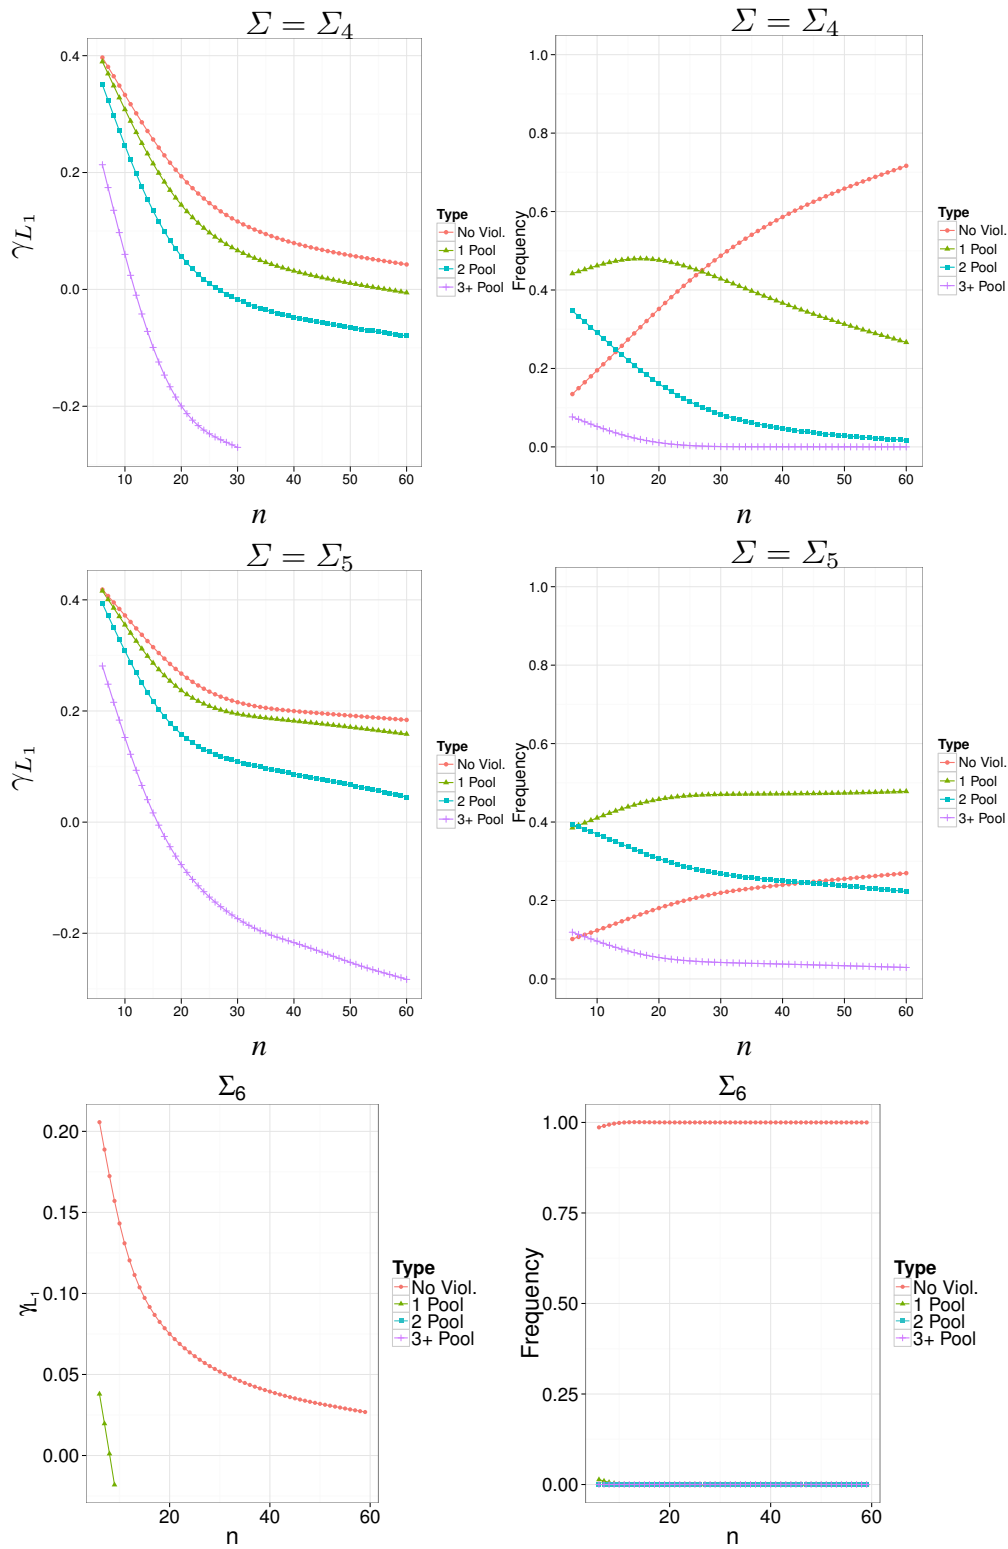 Σ = Σ₄
0.4
0.2
0.0
−0.2
γ_{L₁}
10 20 30 40 50 60
n
Type
No Viol.
1 Pool
2 Pool
3+ Pool
Σ = Σ₄
1.0
0.8
0.6
0.4
0.2
0.0
Frequency
10 20 30 40 50 60
n
Type
No Viol.
1 Pool
2 Pool
3+ Pool
Σ = Σ₅
0.4
0.2
0.0
−0.2
γ_{L₁}
10 20 30 40 50 60
n
Type
No Viol.
1 Pool
2 Pool
3+ Pool
Σ = Σ₅
1.0
0.8
0.6
0.4
0.2
0.0
Frequency
10 20 30 40 50 60
n
Type
No Viol.
1 Pool
2 Pool
3+ Pool
Σ₆
0.20
0.15
0.10
0.05
0.00
γ_{L₁}
20 40 60
n
Type
No Viol.
1 Pool
2 Pool
3+ Pool
Σ₆
1.00
0.75
0.50
0.25
0.00
Frequency
20 40 60
n
Type
No Viol.
1 Pool
2 Pool
3+ Pool